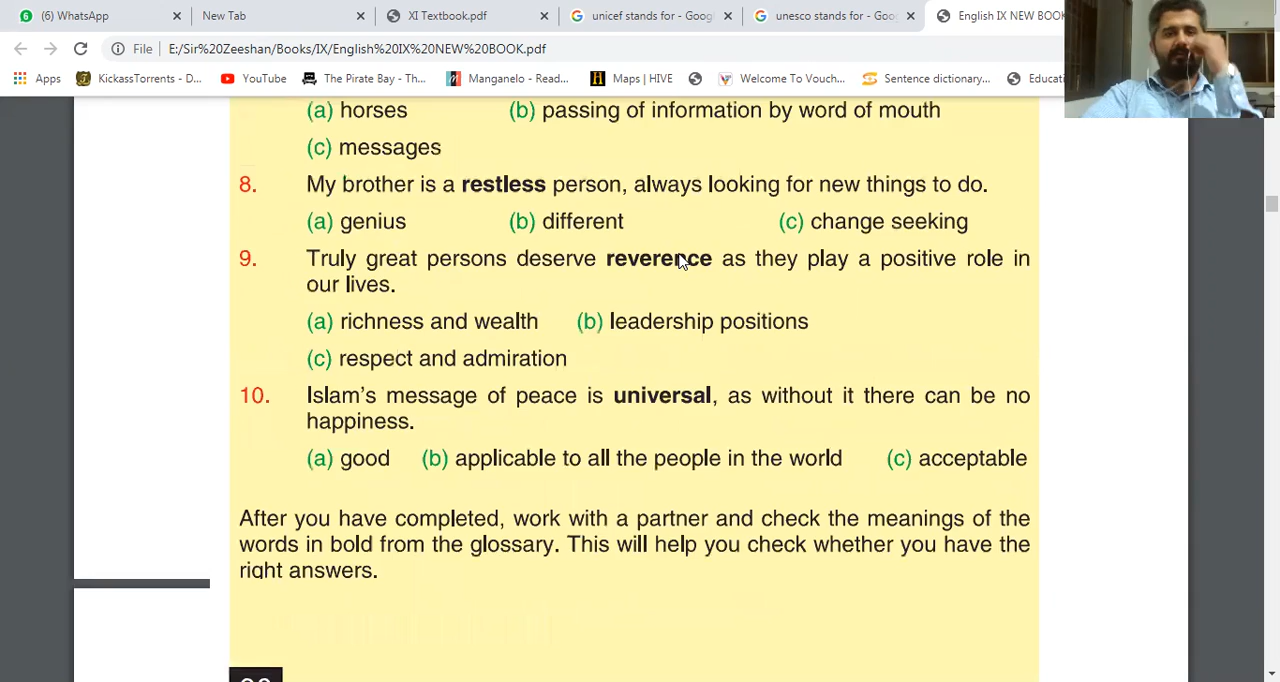 6 (6) WhatsApp × New Tab × XI Textbook.pdf × unicef stands for - Goog × unesco stands for - Goo × English IX NEW BOOK
File | E:/Sir%20Zeeshan/Books/IX/English%20IX%20NEW%20BOOK.pdf
Apps KickassTorrents - D... YouTube The Pirate Bay - Th... Manganelo - Read... Maps | HIVE Welcome To Vouch... Sentence dictionary... Educati
(a) horses (b) passing of information by word of mouth
(c) messages
8. My brother is a restless person, always looking for new things to do.
(a) genius (b) different (c) change seeking
9. Truly great persons deserve reverence as they play a positive role in
our lives.
(a) richness and wealth (b) leadership positions
(c) respect and admiration
10. Islam's message of peace is universal, as without it there can be no
happiness.
(a) good (b) applicable to all the people in the world (c) acceptable
After you have completed, work with a partner and check the meanings of the
words in bold from the glossary. This will help you check whether you have the
right answers.